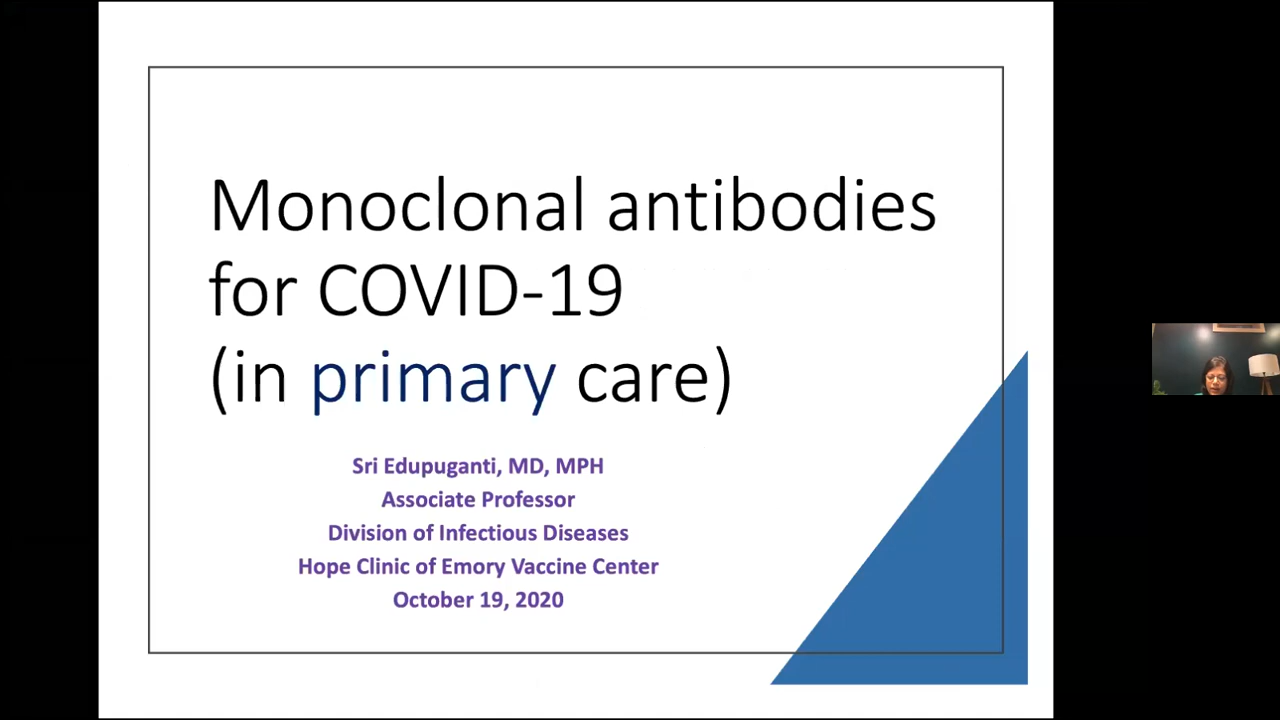 Monoclonal antibodies
for COVID-19
(in primary care)
Sri Edupuganti, MD, MPH
Associate Professor
Division of Infectious Diseases
Hope Clinic of Emory Vaccine Center
October 19, 2020